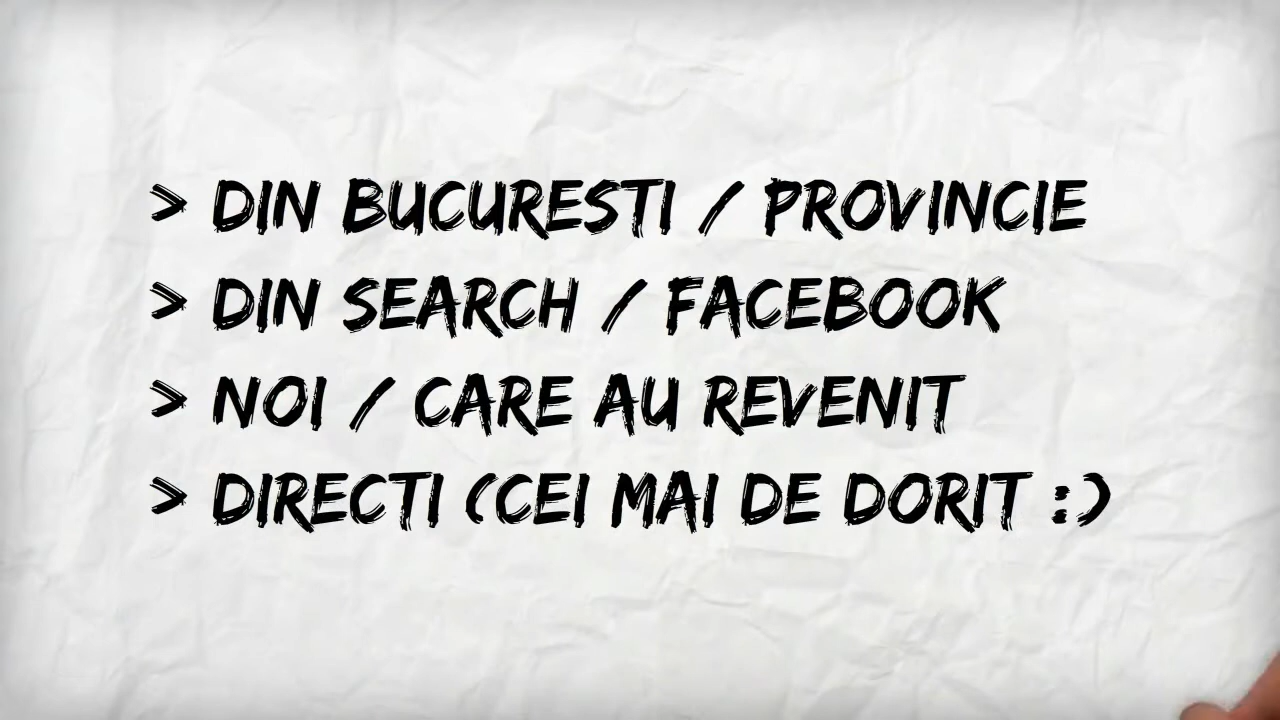 > DIN BUCURESTI / PROVINCIE
> DIN SEARCH / FACEBOOK
> NOI / CARE AU REVENIT
> DIRECTI (CEI MAI DE DORIT :)